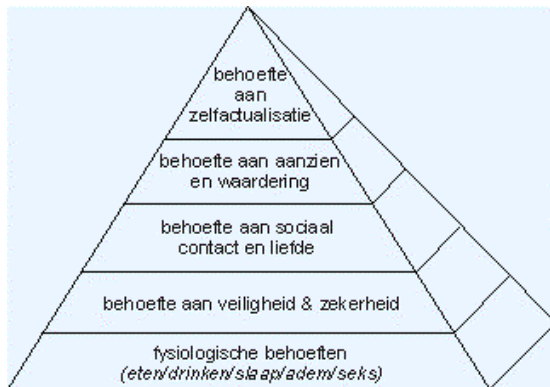 behoefte
aan
zelfactualisatie
behoefte aan aanzien
en waardering
behoefte aan sociaal
contact en liefde
behoefte aan veiligheid & zekerheid
fysiologische behoeften
(eten/drinken/slaap/adem/seks)